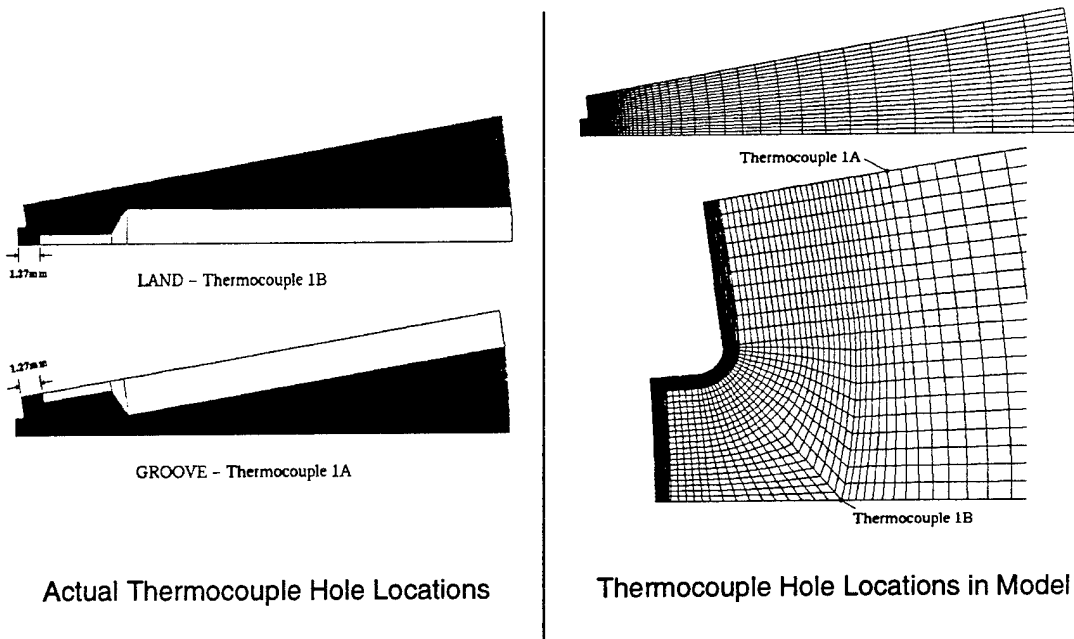 1.27mm
LAND – Thermocouple 1B
1.27mm
GROOVE – Thermocouple 1A
Actual Thermocouple Hole Locations
Thermocouple 1A
Thermocouple 1B
Thermocouple Hole Locations in Model